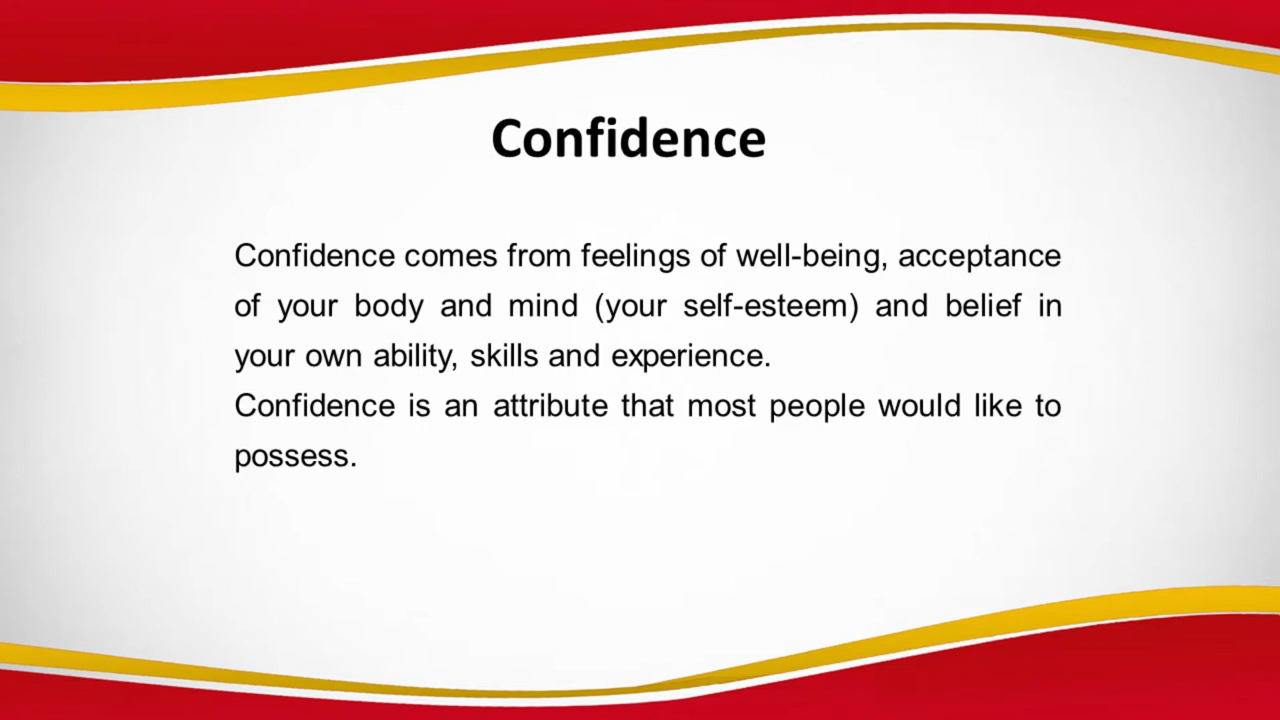 Confidence
Confidence comes from feelings of well-being, acceptance
of your body and mind (your self-esteem) and belief in
your own ability, skills and experience.
Confidence is an attribute that most people would like to
possess.